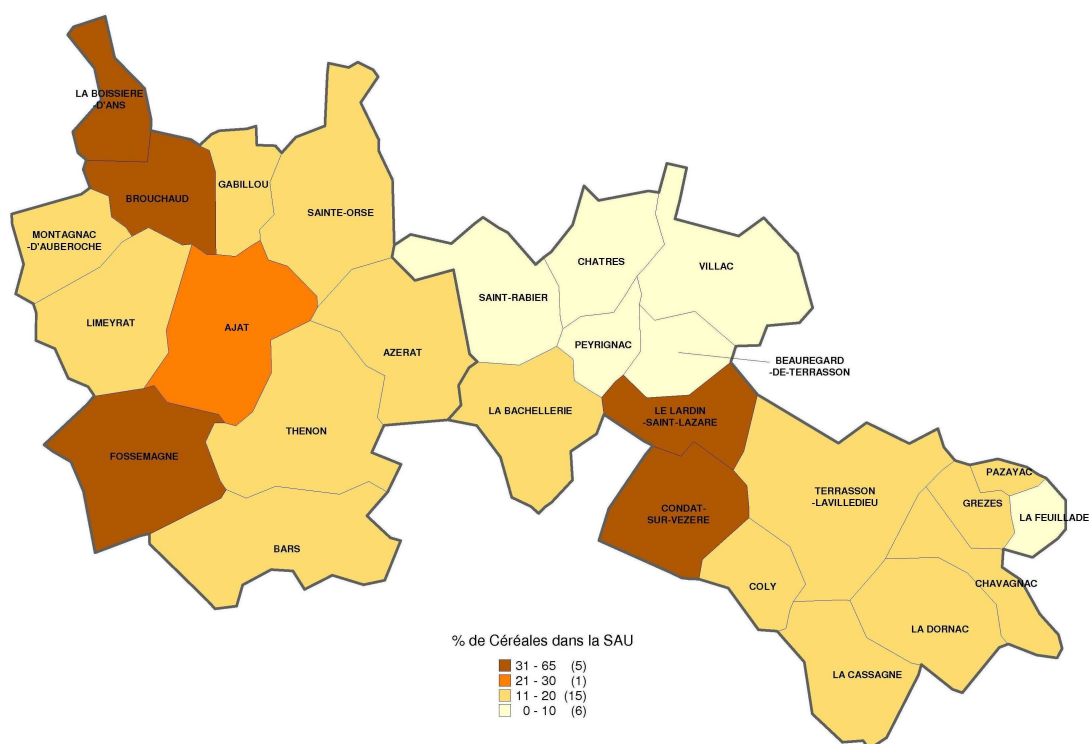 LA BOISSIERE
-D'ANS
GABILLOU
BROUCHAUD
SAINTE-ORSE
MONTAGNAC
-D'AUBEROCHE
CHATRES
VILLAC
SAINT-RABIER
LIMEYRAT
AJAT
PEYRIGNAC
AZERAT
BEAUREGARD
-DE-TERRASSON
LA BACHELLERIE
LE LARDIN
-SAINT-LAZARE
THENON
FOSSEMAGNE
PAZAYAC
TERRASSON
-LAVILLEDIEU
GREZES
CONDAT-
SUR-VEZERE
LA FEUILLADE
BARS
CHAVAGNAC
COLY
LA DORNAC
LA CASSAGNE
% de Céréales dans la SAU
31 - 65 (5)
21 - 30 (1)
11 - 20 (15)
0 - 10 (6)